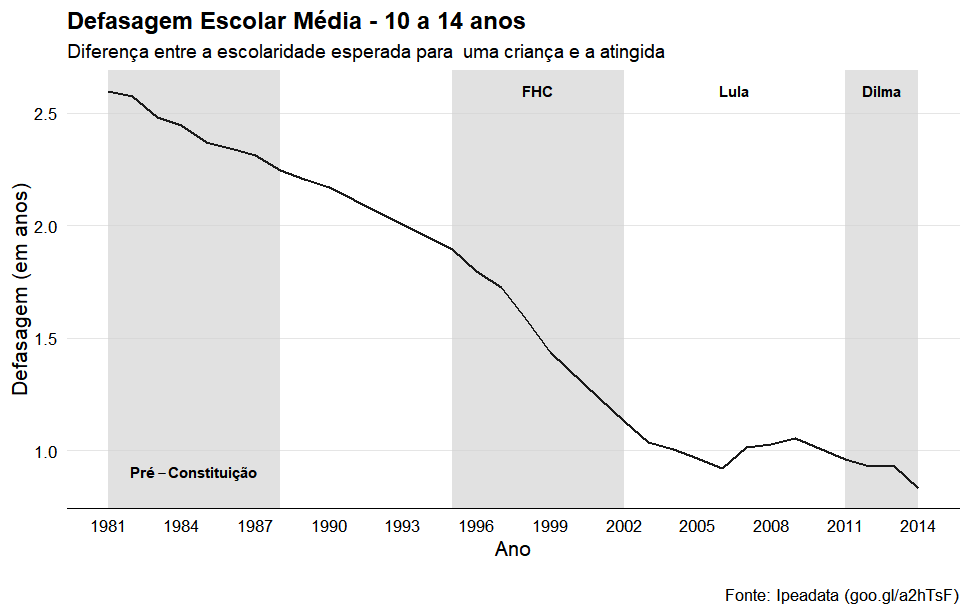 Defasagem Escolar Média - 10 a 14 anos
Diferença entre a escolaridade esperada para  uma criança e a atingida
FHC
Lula
Dilma
2.5
2.0
1.5
1.0
Defasagem (em anos)
Pré−Constituição
1981 1984 1987 1990 1993 1996 1999 2002 2005 2008 2011 2014
Ano
Fonte: Ipeadata (goo.gl/a2hTsF)